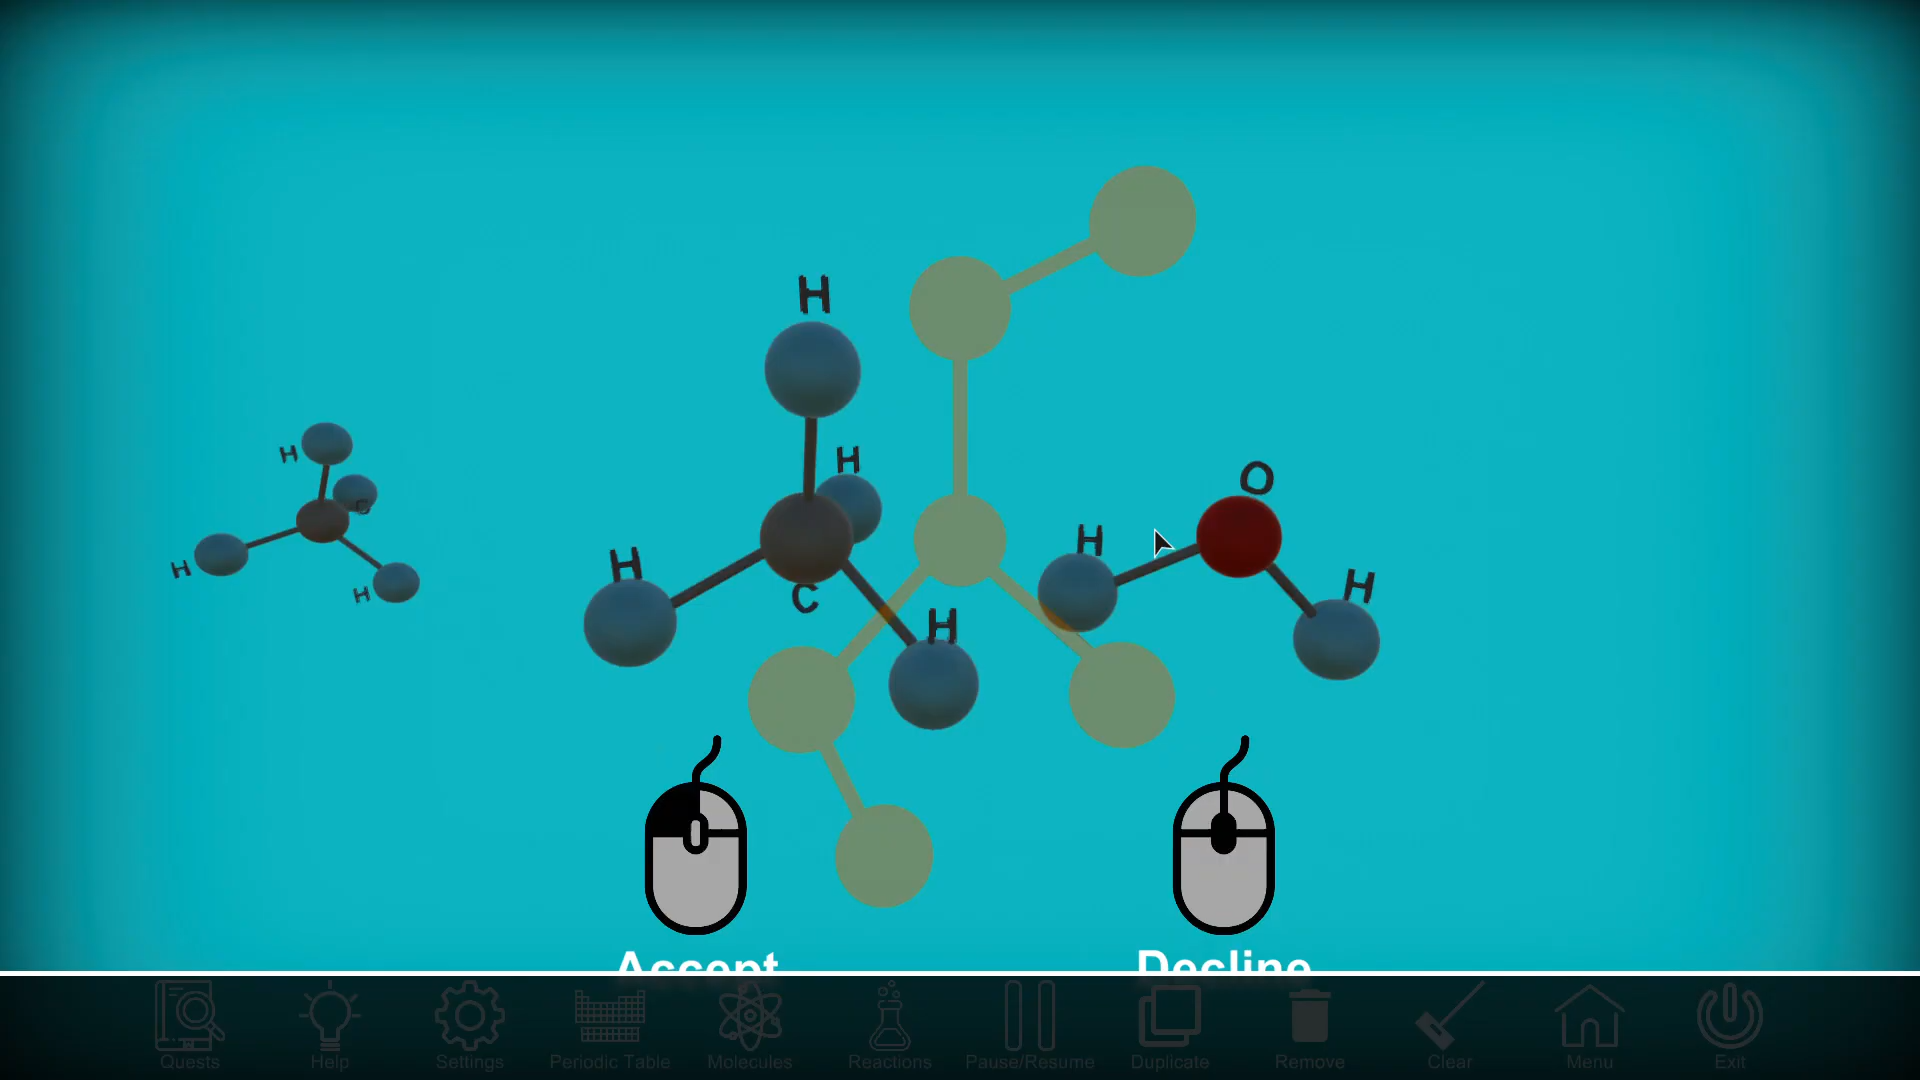 H
H
O
H
C
H
H
H
H
H
H
C
H
Accept
Decline
Quests
Help
Settings
Periodic Table
Molecules
Reactions
Pause/Resume
Duplicate
Remove
Clear
Menu
Exit